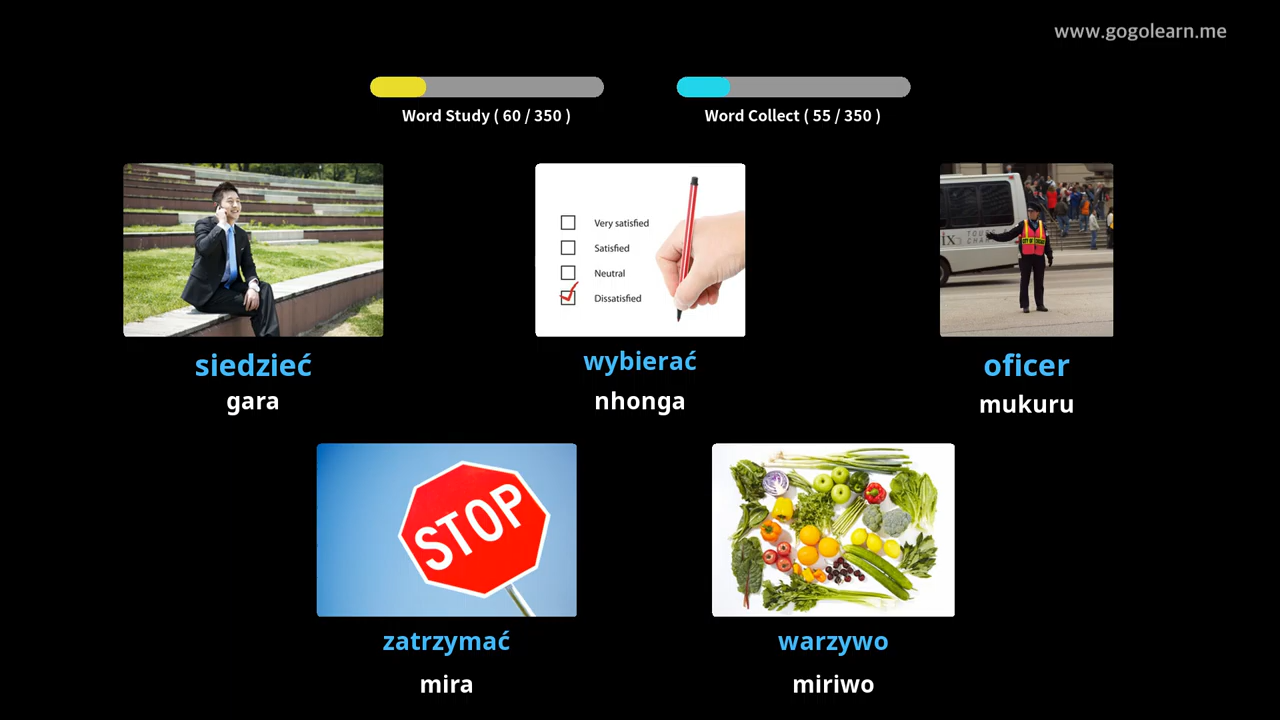 www.gogolearn.me
Word Study ( 60 / 350 )
Word Collect ( 55 / 350 )
Very satisfied
Satisfied
Neutral
Dissatisfied
siedzieć
wybierać
oficer
gara
nhonga
mukuru
STOP
zatrzymać
warzywo
mira
miriwo